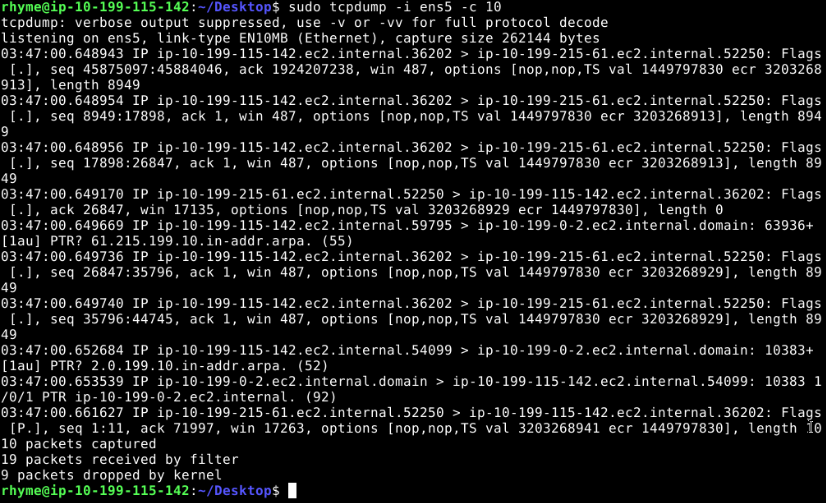 rhyme@ip-10-199-115-142:~/Desktop$ sudo tcpdump -i ens5 -c 10
tcpdump: verbose output suppressed, use -v or -vv for full protocol decode
listening on ens5, link-type EN10MB (Ethernet), capture size 262144 bytes
03:47:00.648943 IP ip-10-199-115-142.ec2.internal.36202 > ip-10-199-215-61.ec2.internal.52250: Flags
[.], seq 45875097:45884046, ack 1924207238, win 487, options [nop,nop,TS val 1449797830 ecr 3203268
913], length 8949
03:47:00.648954 IP ip-10-199-115-142.ec2.internal.36202 > ip-10-199-215-61.ec2.internal.52250: Flags
[.], seq 8949:17898, ack 1, win 487, options [nop,nop,TS val 1449797830 ecr 3203268913], length 894
9
03:47:00.648956 IP ip-10-199-115-142.ec2.internal.36202 > ip-10-199-215-61.ec2.internal.52250: Flags
[.], seq 17898:26847, ack 1, win 487, options [nop,nop,TS val 1449797830 ecr 3203268913], length 89
49
03:47:00.649170 IP ip-10-199-215-61.ec2.internal.52250 > ip-10-199-115-142.ec2.internal.36202: Flags
[.], ack 26847, win 17135, options [nop,nop,TS val 3203268929 ecr 1449797830], length 0
03:47:00.649669 IP ip-10-199-115-142.ec2.internal.59795 > ip-10-199-0-2.ec2.internal.domain: 63936+
[1au] PTR? 61.215.199.10.in-addr.arpa. (55)
03:47:00.649736 IP ip-10-199-115-142.ec2.internal.36202 > ip-10-199-215-61.ec2.internal.52250: Flags
[.], seq 26847:35796, ack 1, win 487, options [nop,nop,TS val 1449797830 ecr 3203268929], length 89
49
03:47:00.649740 IP ip-10-199-115-142.ec2.internal.36202 > ip-10-199-215-61.ec2.internal.52250: Flags
[.], seq 35796:44745, ack 1, win 487, options [nop,nop,TS val 1449797830 ecr 3203268929], length 89
49
03:47:00.652684 IP ip-10-199-115-142.ec2.internal.54099 > ip-10-199-0-2.ec2.internal.domain: 10383+
[1au] PTR? 2.0.199.10.in-addr.arpa. (52)
03:47:00.653539 IP ip-10-199-0-2.ec2.internal.domain > ip-10-199-115-142.ec2.internal.54099: 10383 1
/0/1 PTR ip-10-199-0-2.ec2.internal. (92)
03:47:00.661627 IP ip-10-199-215-61.ec2.internal.52250 > ip-10-199-115-142.ec2.internal.36202: Flags
[P.], seq 1:11, ack 71997, win 17263, options [nop,nop,TS val 3203268941 ecr 1449797830], length 10
10 packets captured
19 packets received by filter
9 packets dropped by kernel
rhyme@ip-10-199-115-142:~/Desktop$